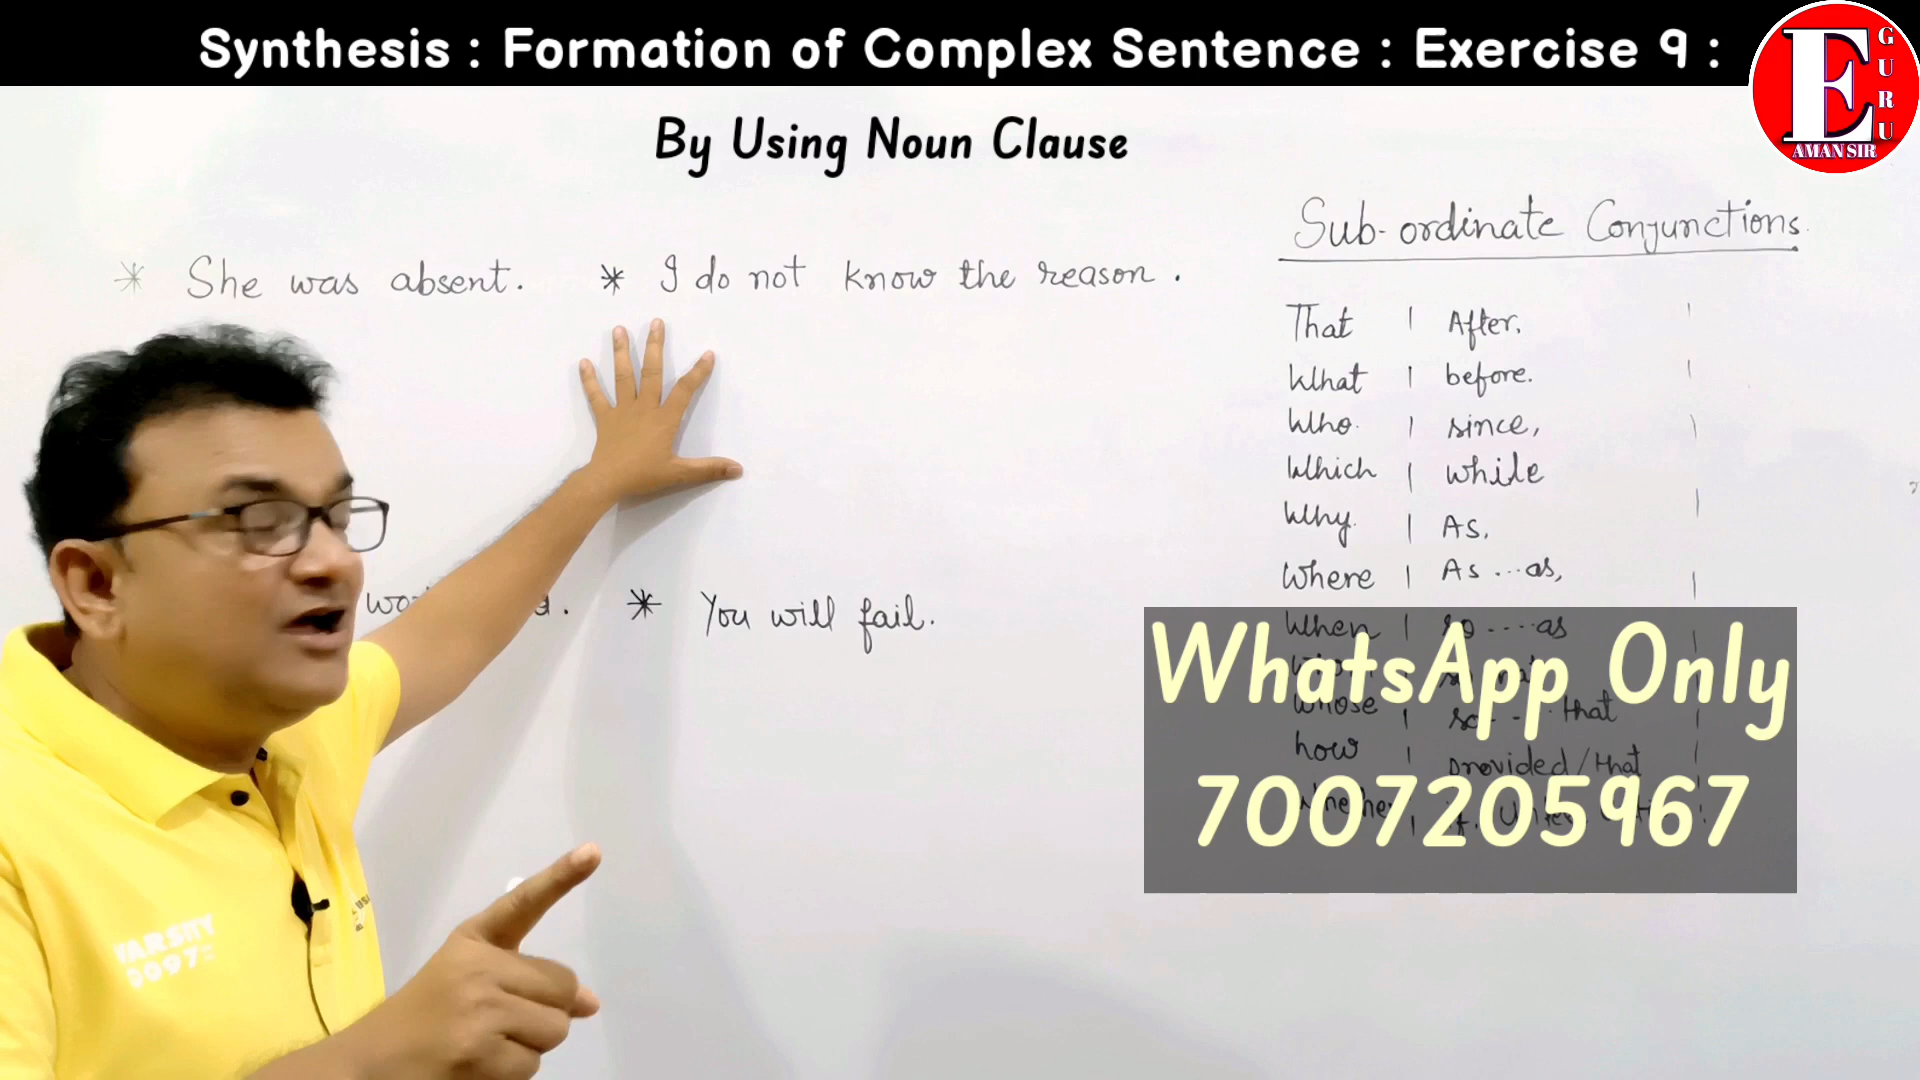 Synthesis : Formation of Complex Sentence : Exercise 9 :
E GURU
AMAN SIR
By Using Noun Clause
Sub-ordinate Conjunctions
* She was absent. * I do not know the reason.
That | After,
What | before.
Who. | since,
Which | while
Why. | As,
Where | As...as,
When | so....as
whose | so---that
how | provided/that
whether
* You will fail.
WhatsApp Only
7007205967
VARSITY